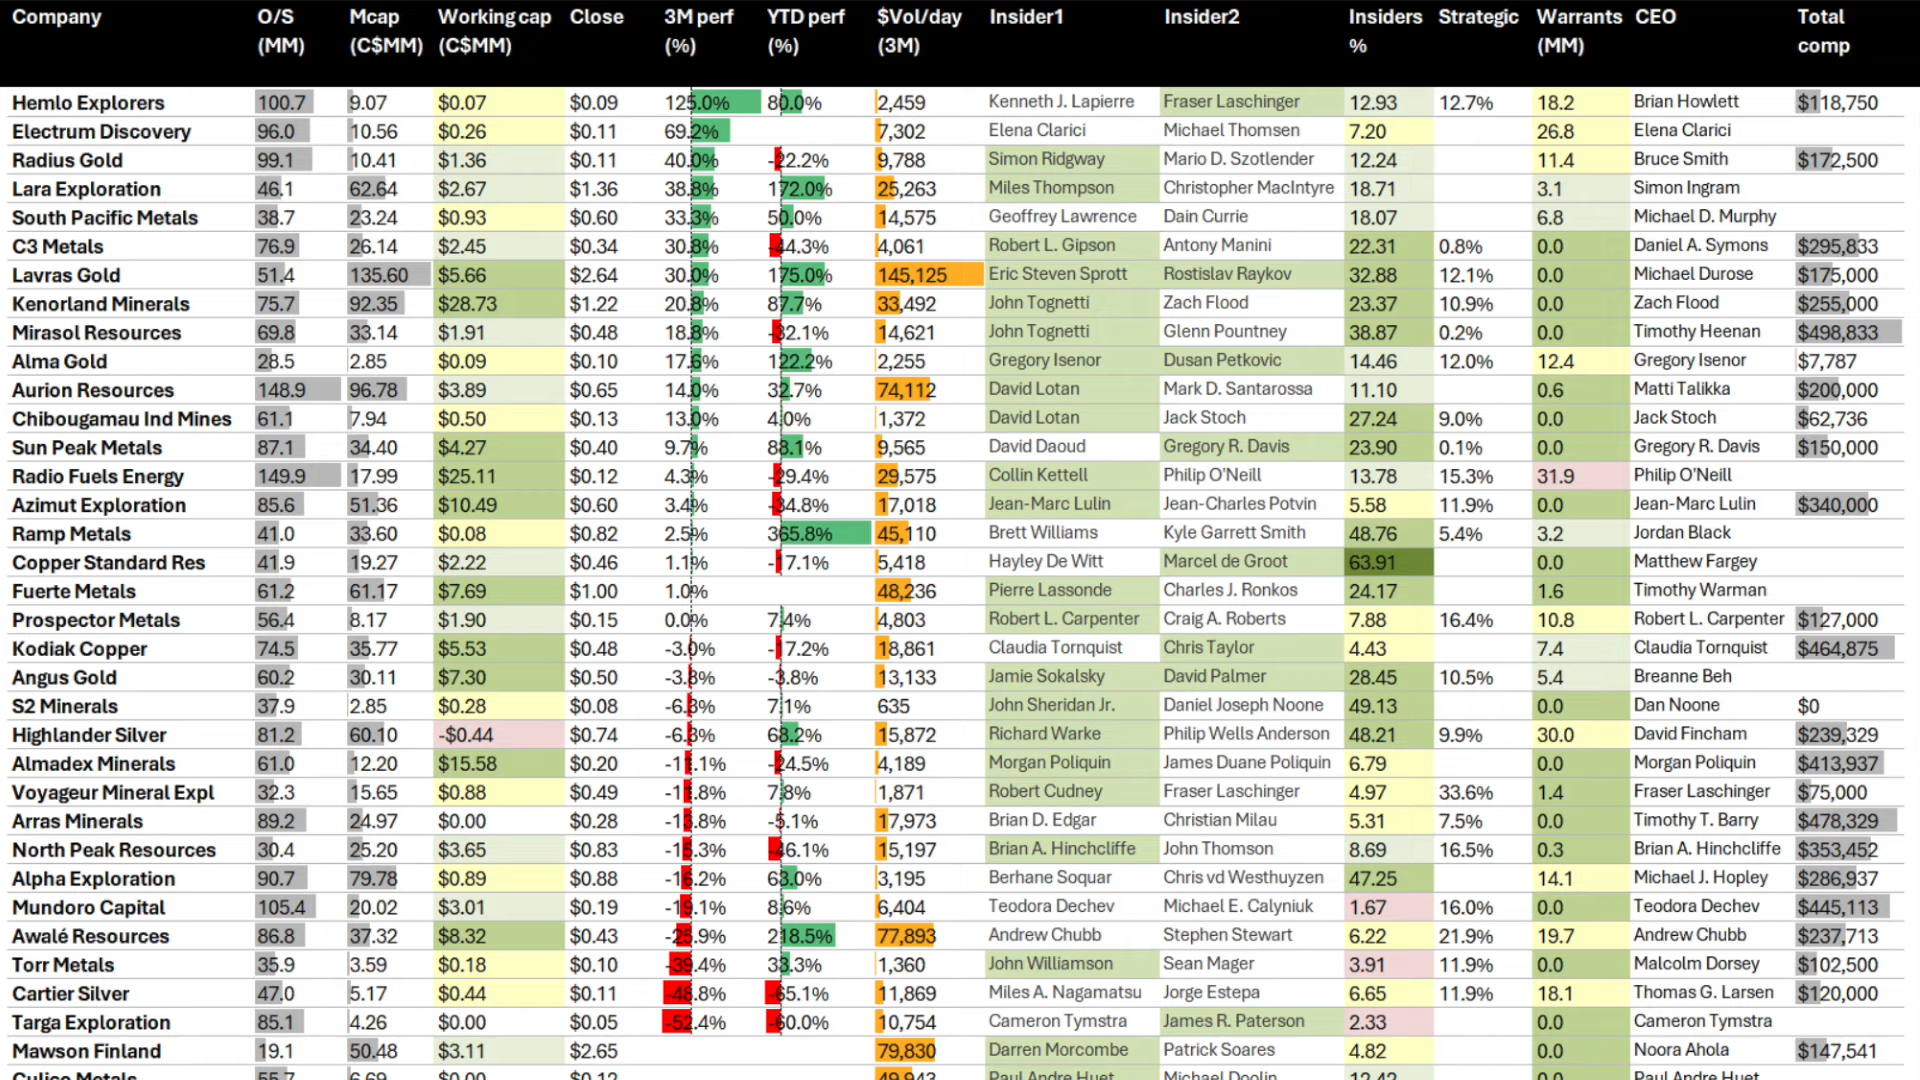 Company O/S (MM) Mcap (C$MM) Working cap (C$MM) Close 3M perf (%) YTD perf (%) $Vol/day (3M) Insider1 Insider2 Insiders % Strategic Warrants (MM) CEO Total comp
Hemlo Explorers 100.7 9.07 $0.07 $0.09 125.0% 80.0% 2,459 Kenneth J. Lapierre Fraser Laschinger 12.93 12.7% 18.2 Brian Howlett $118,750
Electrum Discovery 96.0 10.56 $0.26 $0.11 69.2% 7,302 Elena Clarici Michael Thomsen 7.20 26.8 Elena Clarici
Radius Gold 99.1 10.41 $1.36 $0.11 40.0% -22.2% 9,788 Simon Ridgway Mario D. Szotlender 12.24 11.4 Bruce Smith $172,500
Lara Exploration 46.1 62.64 $2.67 $1.36 38.8% 172.0% 25,263 Miles Thompson Christopher MacIntyre 18.71 3.1 Simon Ingram
South Pacific Metals 38.7 23.24 $0.93 $0.60 33.3% 50.0% 14,575 Geoffrey Lawrence Dain Currie 18.07 6.8 Michael D. Murphy
C3 Metals 76.9 26.14 $2.45 $0.34 30.8% -44.3% 4,061 Robert L. Gipson Antony Manini 22.31 0.8% 0.0 Daniel A. Symons $295,833
Lavras Gold 51.4 135.60 $5.66 $2.64 30.0% 175.0% 145,125 Eric Steven Sprott Rostislav Raykov 32.88 12.1% 0.0 Michael Durose $175,000
Kenorland Minerals 75.7 92.35 $28.73 $1.22 20.8% 87.7% 33,492 John Tognetti Zach Flood 23.37 10.9% 0.0 Zach Flood $255,000
Mirasol Resources 69.8 33.14 $1.91 $0.48 18.8% -32.1% 14,621 John Tognetti Glenn Pountney 38.87 0.2% 0.0 Timothy Heenan $498,833
Alma Gold 28.5 2.85 $0.09 $0.10 17.6% 122.2% 2,255 Gregory Isenor Dusan Petkovic 14.46 12.0% 12.4 Gregory Isenor $7,787
Aurion Resources 148.9 96.78 $3.89 $0.65 14.0% 32.7% 74,112 David Lotan Mark D. Santarossa 11.10 0.6 Matti Talikka $200,000
Chibougamau Ind Mines 61.1 7.94 $0.50 $0.13 13.0% 4.0% 1,372 David Lotan Jack Stoch 27.24 9.0% 0.0 Jack Stoch $62,736
Sun Peak Metals 87.1 34.40 $4.27 $0.40 9.7% 88.1% 9,565 David Daoud Gregory R. Davis 23.90 0.1% 0.0 Gregory R. Davis $150,000
Radio Fuels Energy 149.9 17.99 $25.11 $0.12 4.3% -29.4% 29,575 Collin Kettell Philip O'Neill 13.78 15.3% 31.9 Philip O'Neill
Azimut Exploration 85.6 51.36 $10.49 $0.60 3.4% -34.8% 17,018 Jean-Marc Lulin Jean-Charles Potvin 5.58 11.9% 0.0 Jean-Marc Lulin $340,000
Ramp Metals 41.0 33.60 $0.08 $0.82 2.5% 365.8% 45,110 Brett Williams Kyle Garrett Smith 48.76 5.4% 3.2 Jordan Black
Copper Standard Res 41.9 19.27 $2.22 $0.46 1.1% -17.1% 5,418 Hayley De Witt Marcel de Groot 63.91 0.0 Matthew Fargey
Fuerte Metals 61.2 61.17 $7.69 $1.00 1.0% 48,236 Pierre Lassonde Charles J. Ronkos 24.17 1.6 Timothy Warman
Prospector Metals 56.4 8.17 $1.90 $0.15 0.0% 7.4% 4,803 Robert L. Carpenter Craig A. Roberts 7.88 16.4% 10.8 Robert L. Carpenter $127,000
Kodiak Copper 74.5 35.77 $5.53 $0.48 -3.0% -17.2% 18,861 Claudia Tornquist Chris Taylor 4.43 7.4 Claudia Tornquist $464,875
Angus Gold 60.2 30.11 $7.30 $0.50 -3.8% -3.8% 13,133 Jamie Sokalsky David Palmer 28.45 10.5% 5.4 Breanne Beh
S2 Minerals 37.9 2.85 $0.28 $0.08 -6.3% 7.1% 635 John Sheridan Jr. Daniel Joseph Noone 49.13 0.0 Dan Noone $0
Highlander Silver 81.2 60.10 -$0.44 $0.74 -6.3% 68.2% 15,872 Richard Warke Philip Wells Anderson 48.21 9.9% 30.0 David Fincham $239,329
Almadex Minerals 61.0 12.20 $15.58 $0.20 -11.1% -24.5% 4,189 Morgan Poliquin James Duane Poliquin 6.79 0.0 Morgan Poliquin $413,937
Voyageur Mineral Expl 32.3 15.65 $0.88 $0.49 -11.8% 7.8% 1,871 Robert Cudney Fraser Laschinger 4.97 33.6% 1.4 Fraser Laschinger $75,000
Arras Minerals 89.2 24.97 $0.00 $0.28 -13.8% -5.1% 17,973 Brian D. Edgar Christian Milau 5.31 7.5% 0.0 Timothy T. Barry $478,329
North Peak Resources 30.4 25.20 $3.65 $0.83 -15.3% -46.1% 15,197 Brian A. Hinchcliffe John Thomson 8.69 16.5% 0.3 Brian A. Hinchcliffe $353,452
Alpha Exploration 90.7 79.78 $0.89 $0.88 -16.2% 63.0% 3,195 Berhane Soquar Chris vd Westhuyzen 47.25 14.1 Michael J. Hopley $286,937
Mundoro Capital 105.4 20.02 $3.01 $0.19 -19.1% 8.6% 6,404 Teodora Dechev Michael E. Calyniuk 1.67 16.0% 0.0 Teodora Dechev $445,113
Awalé Resources 86.8 37.32 $8.32 $0.43 -25.9% 218.5% 77,893 Andrew Chubb Stephen Stewart 6.22 21.9% 19.7 Andrew Chubb $237,713
Torr Metals 35.9 3.59 $0.18 $0.10 -39.4% 33.3% 1,360 John Williamson Sean Mager 3.91 11.9% 0.0 Malcolm Dorsey $102,500
Cartier Silver 47.0 5.17 $0.44 $0.11 -48.8% -65.1% 11,869 Miles A. Nagamatsu Jorge Estepa 6.65 11.9% 18.1 Thomas G. Larsen $120,000
Targa Exploration 85.1 4.26 $0.00 $0.05 -52.4% -60.0% 10,754 Cameron Tymstra James R. Paterson 2.33 0.0 Cameron Tymstra
Mawson Finland 19.1 50.48 $3.11 $2.65 79,830 Darren Morcombe Patrick Soares 4.82 0.0 Noora Ahola $147,541
55.7 6.69 $0.00 $0.12 49,943 Paul Andre Huet Michael Doolin 12.42 0.0 Paul Andre Huet